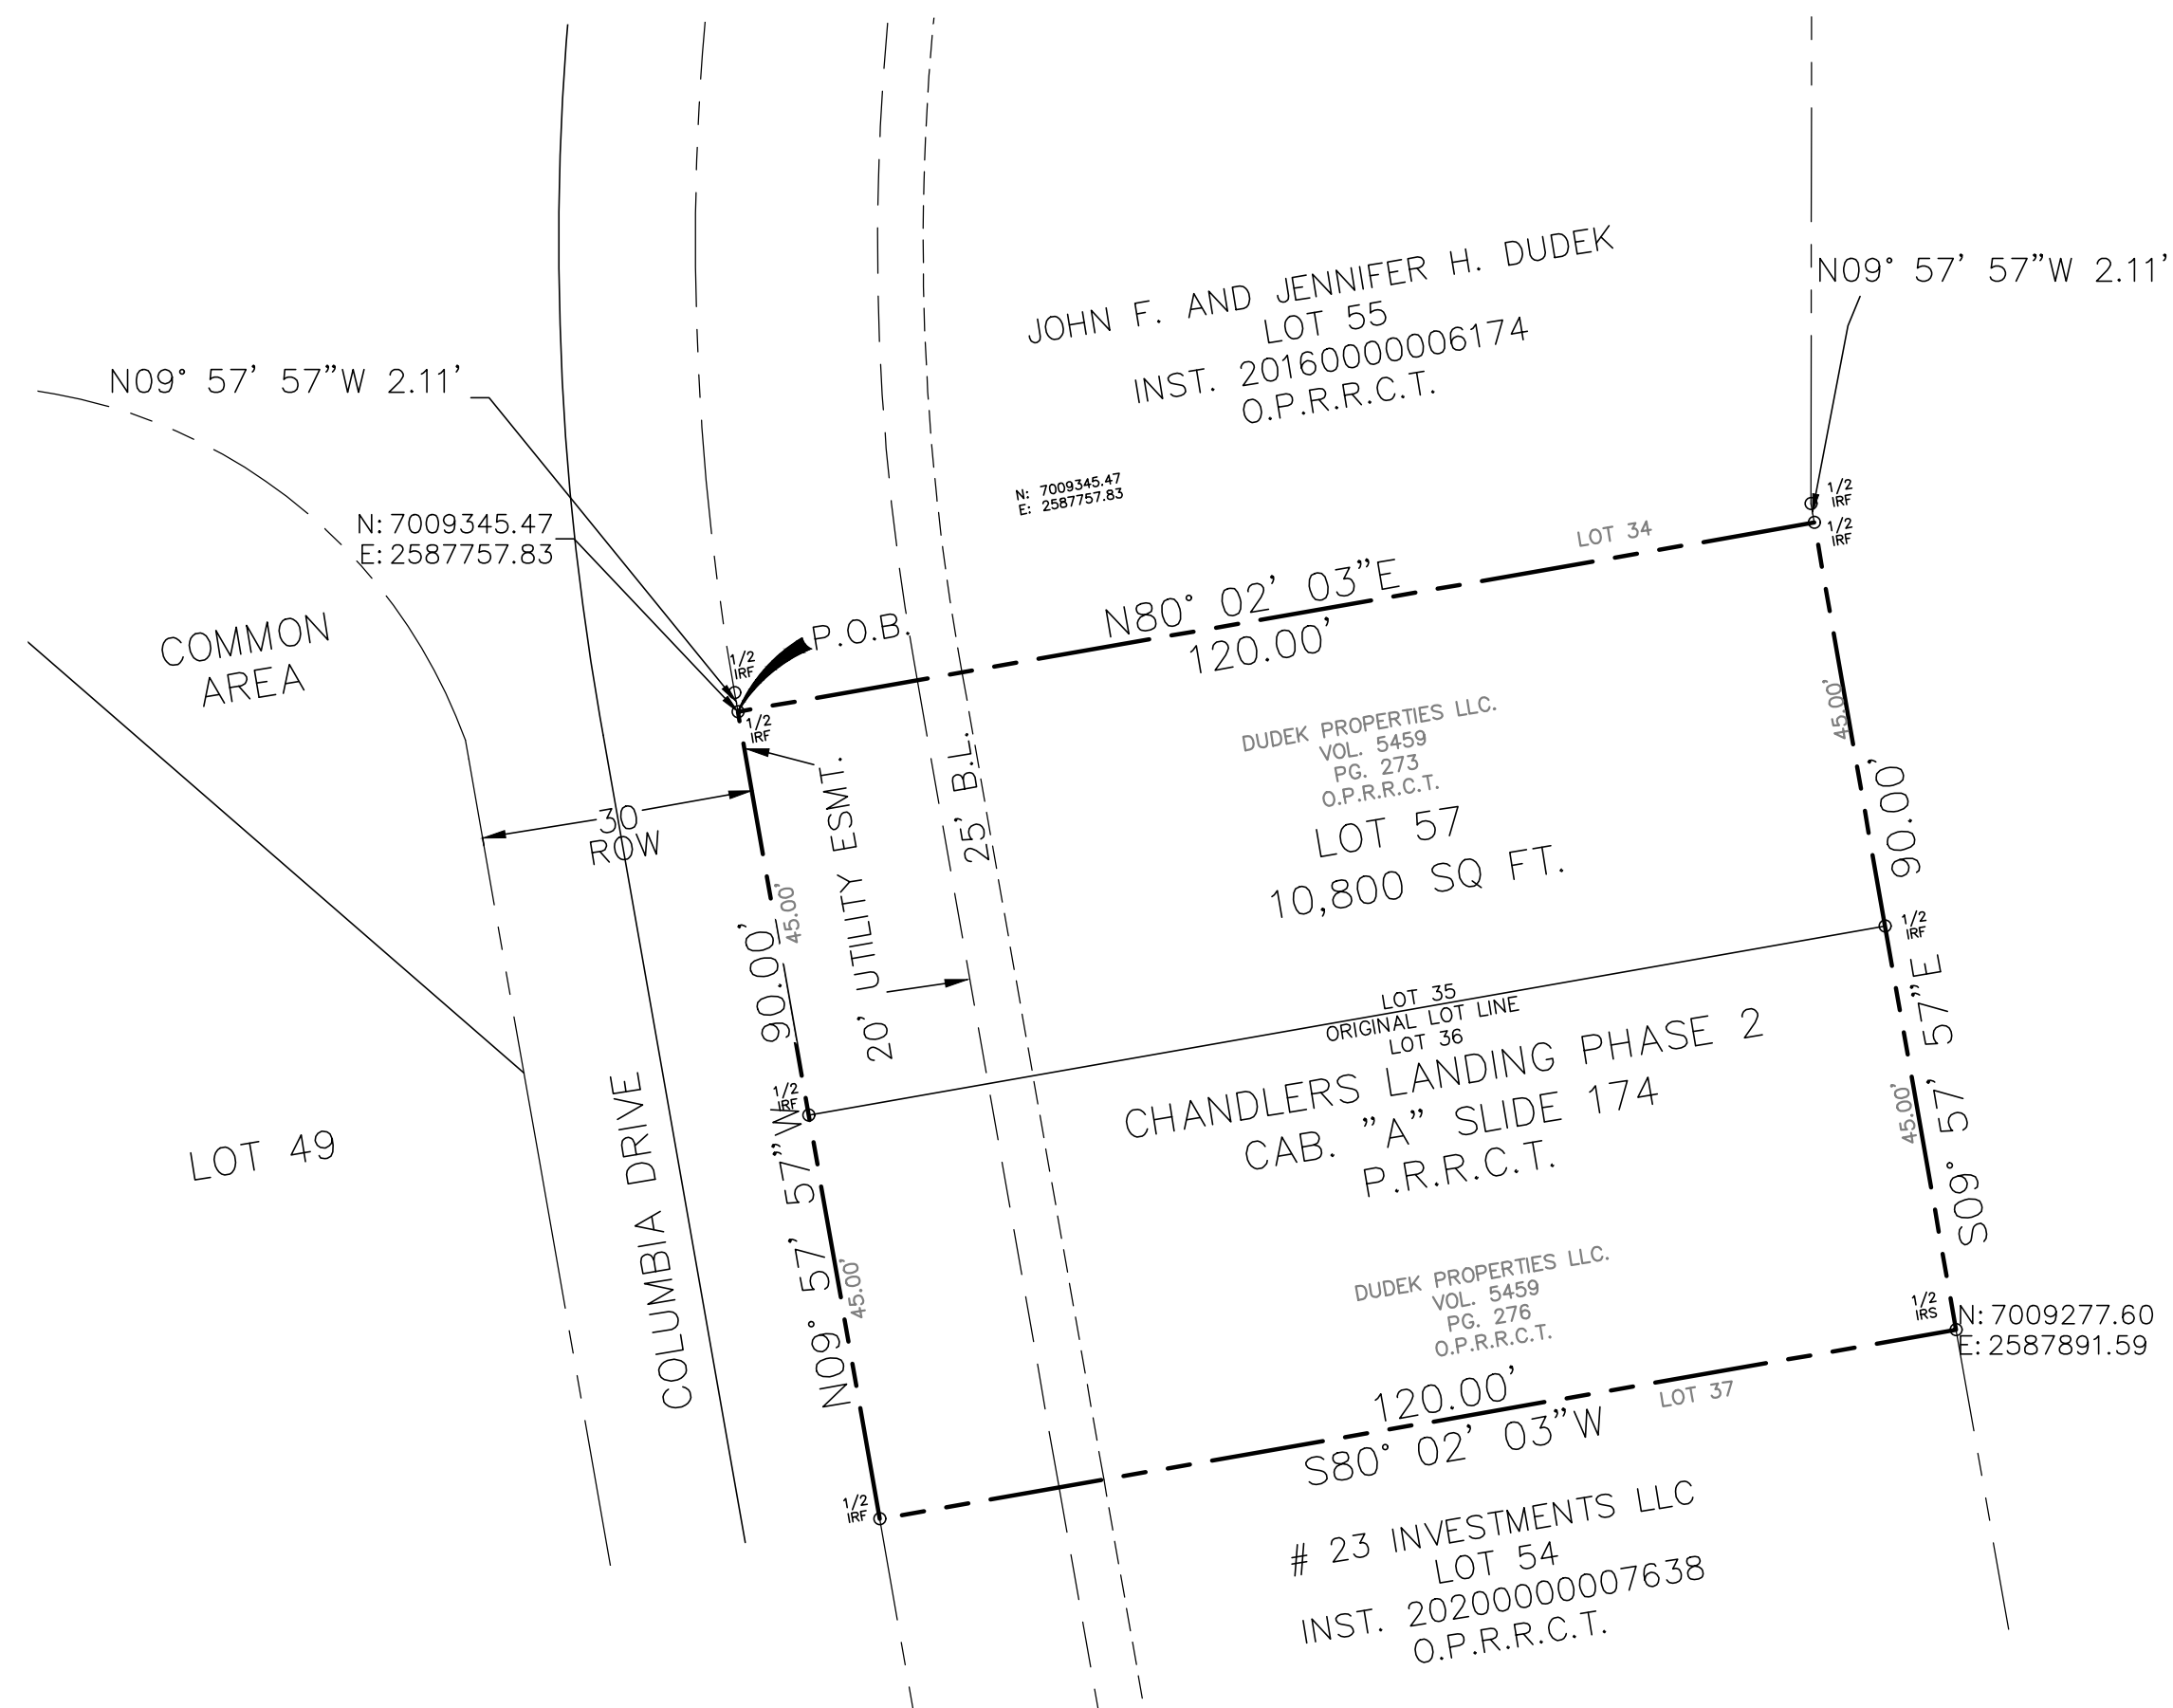 JOHN F. AND JENNIFER H. DUDEK
LOT 55
INST. 20160000006174
O.P.R.R.C.T.
N09° 57' 57"W 2.11'
N09° 57' 57"W 2.11'
N: 7009345.47
E: 2587757.83
1/2
IRF
1/2
IRF
N: 7009345.47
E: 2587757.83
LOT 34
COMMON
AREA
P.O.B.
1/2
IRF
1/2
IRF
N80° 02' 03"E
120.00'
45.00'
DUDEK PROPERTIES LLC.
VOL. 5459
PG. 273
O.P.R.R.C.T.
LOT 57
10,800 SQ FT.
30
ROW
20' UTILITY ESMT.
25' B.L.
45.00'
S09° 57' 57"E 90.00'
1/2
IRF
LOT 35
ORIGINAL LOT LINE
LOT 36
CHANDLERS LANDING PHASE 2
CAB. "A" SLIDE 174
P.R.R.C.T.
1/2
IRF
45.00'
LOT 49
COLUMBIA DRIVE
N09° 57' 57"W 90.00'
45.00'
DUDEK PROPERTIES LLC.
VOL. 5459
PG. 276
O.P.R.R.C.T.
1/2
IRS
N: 7009277.60
E: 2587891.59
120.00'
S80° 02' 03"W
LOT 37
1/2
IRF
# 23 INVESTMENTS LLC
LOT 54
INST. 20200000007638
O.P.R.R.C.T.